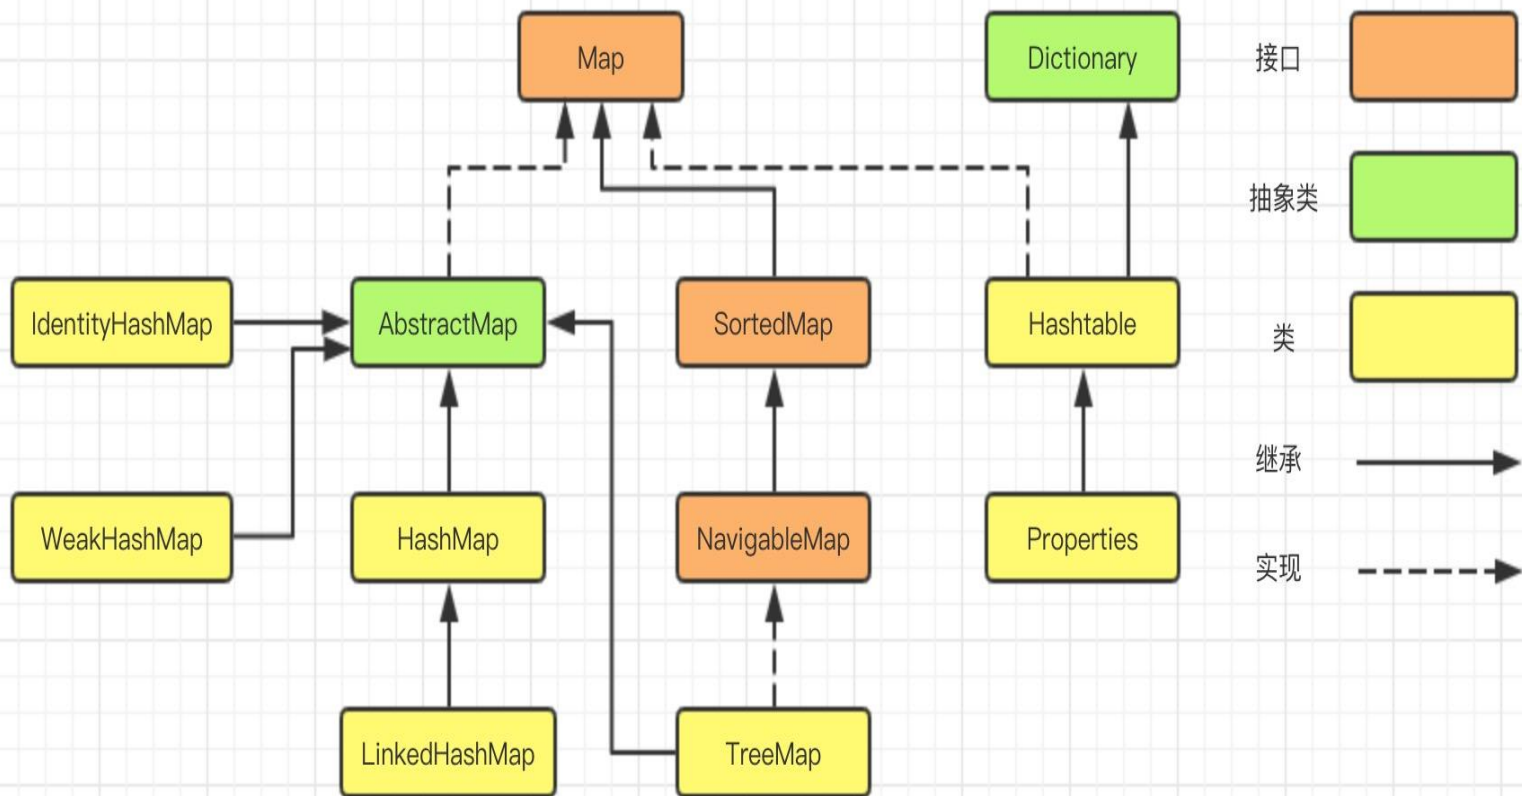 Map
Dictionary
接口
抽象类
IdentityHashMap
AbstractMap
SortedMap
Hashtable
类
继承
WeakHashMap
HashMap
NavigableMap
Properties
实现
LinkedHashMap
TreeMap